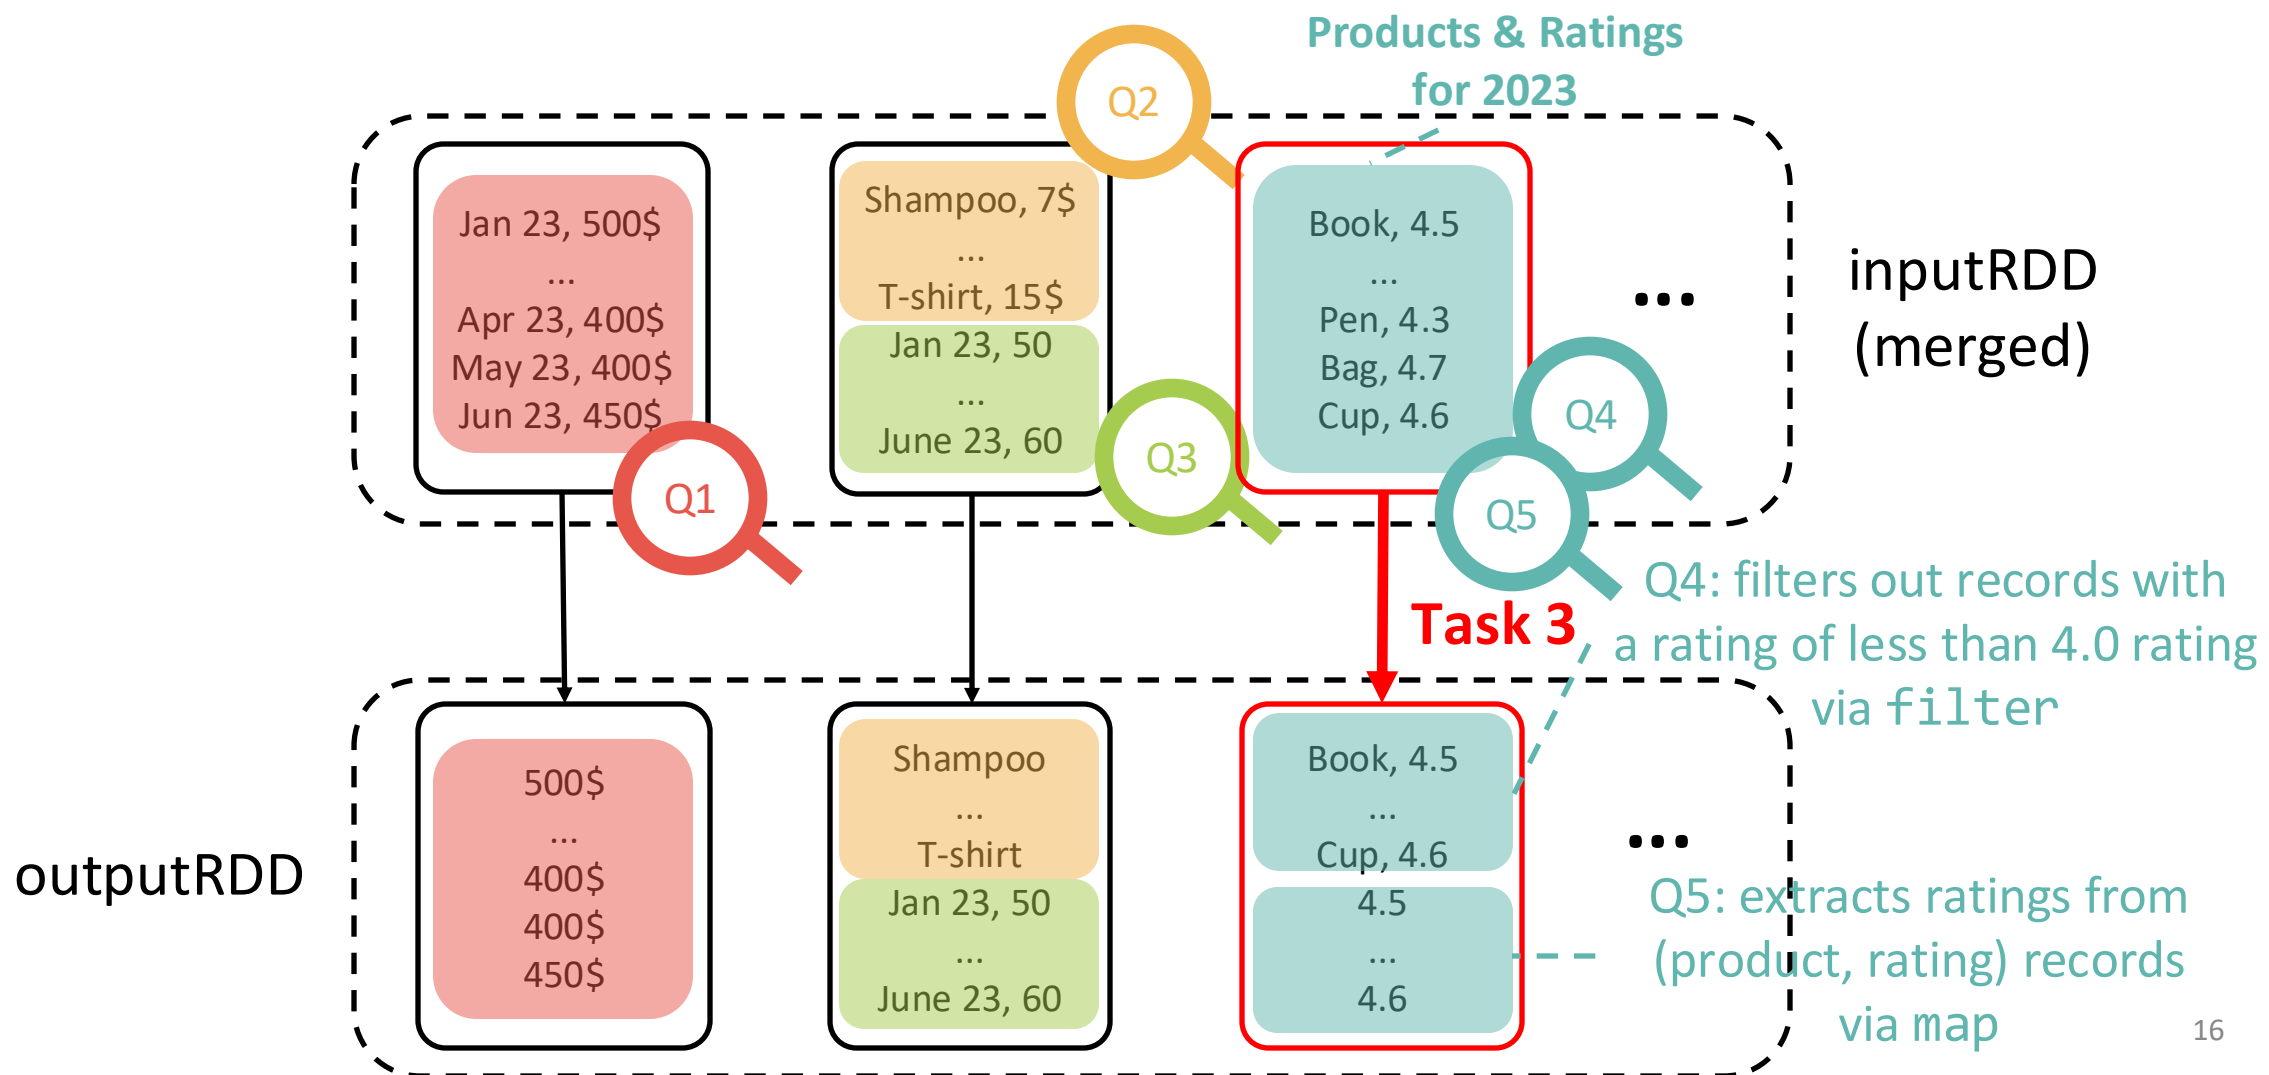 Products & Ratings
for 2023
Q2
Jan 23, 500$
...
Apr 23, 400$
May 23, 400$
Jun 23, 450$
Q1
Shampoo, 7$
...
T-shirt, 15$
Jan 23, 50
...
June 23, 60
Q3
Book, 4.5
...
Pen, 4.3
Bag, 4.7
Cup, 4.6
Q4
Q5
...
inputRDD
(merged)
Task 3
Q4: filters out records with
a rating of less than 4.0 rating
via filter
outputRDD
500$
...
400$
400$
450$
Shampoo
...
T-shirt
Jan 23, 50
...
June 23, 60
Book, 4.5
...
Cup, 4.6
4.5
...
4.6
...
Q5: extracts ratings from
(product, rating) records
via map
16